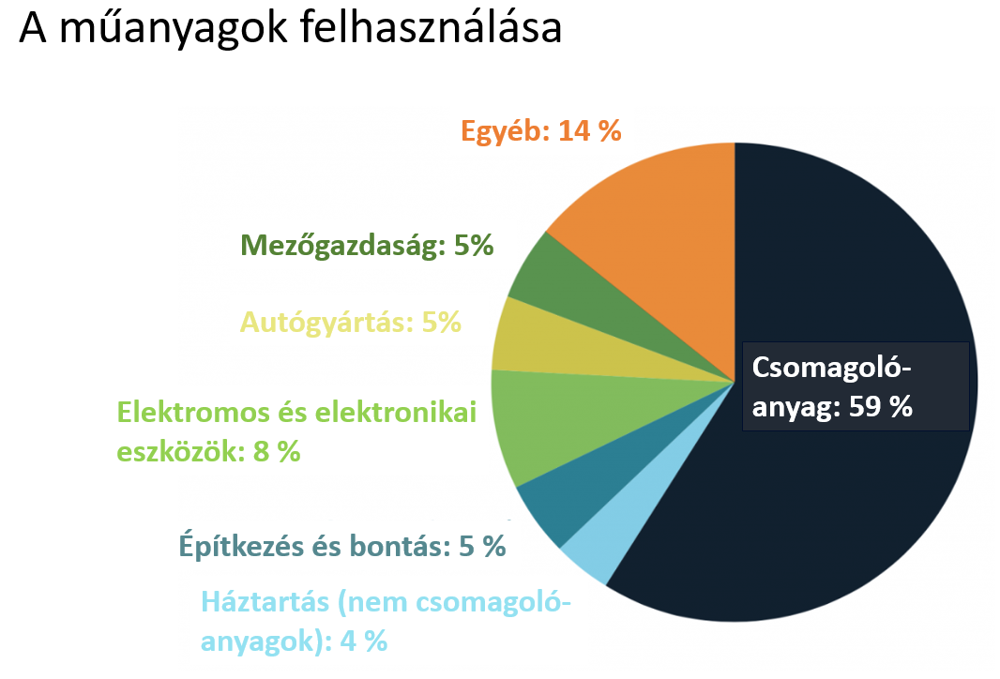 A műanyagok felhasználása
Egyéb: 14 %
Mezőgazdaság: 5%
Autógyártás: 5%
Csomagoló-
anyag: 59 %
Elektromos és elektronikai
eszközök: 8 %
Építkezés és bontás: 5 %
Háztartás (nem csomagoló-
anyagok): 4 %